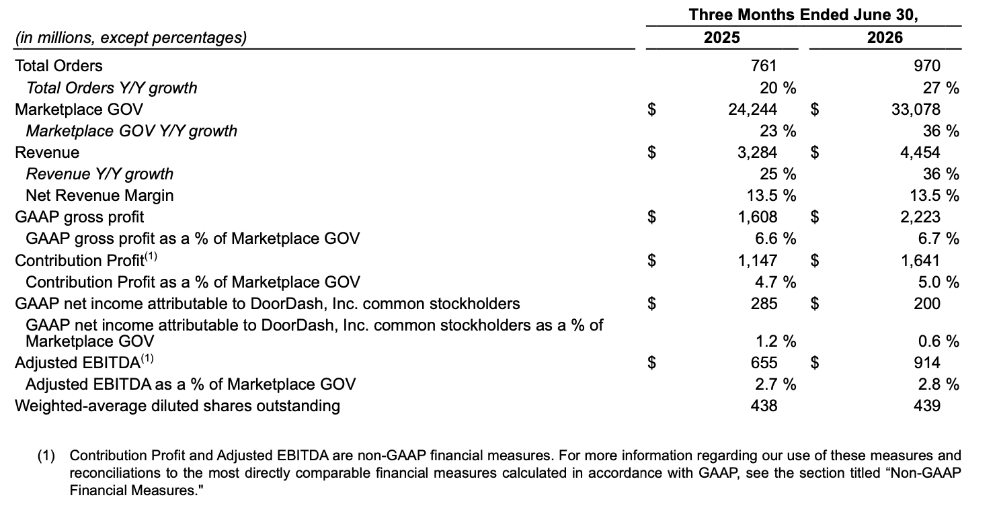 Three Months Ended June 30,
(in millions, except percentages) 2025 2026
Total Orders 761 970
Total Orders Y/Y growth 20 % 27 %
Marketplace GOV $ 24,244 $ 33,078
Marketplace GOV Y/Y growth 23 % 36 %
Revenue $ 3,284 $ 4,454
Revenue Y/Y growth 25 % 36 %
Net Revenue Margin 13.5 % 13.5 %
GAAP gross profit $ 1,608 $ 2,223
GAAP gross profit as a % of Marketplace GOV 6.6 % 6.7 %
Contribution Profit(1) $ 1,147 $ 1,641
Contribution Profit as a % of Marketplace GOV 4.7 % 5.0 %
GAAP net income attributable to DoorDash, Inc. common stockholders $ 285 $ 200
GAAP net income attributable to DoorDash, Inc. common stockholders as a % of
Marketplace GOV 1.2 % 0.6 %
Adjusted EBITDA(1) $ 655 $ 914
Adjusted EBITDA as a % of Marketplace GOV 2.7 % 2.8 %
Weighted-average diluted shares outstanding 438 439
(1) Contribution Profit and Adjusted EBITDA are non-GAAP financial measures. For more information regarding our use of these measures and
reconciliations to the most directly comparable financial measures calculated in accordance with GAAP, see the section titled “Non-GAAP
Financial Measures."